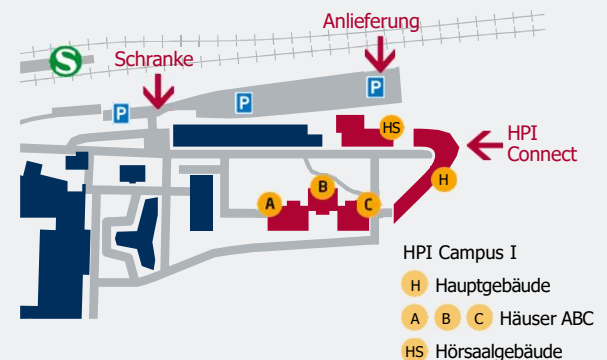 Anlieferung
S
Schranke
P
P
P
HS
HPI
Connect
H
B
A
C
HPI Campus I
H Hauptgebäude
A B C Häuser ABC
HS Hörsaalgebäude